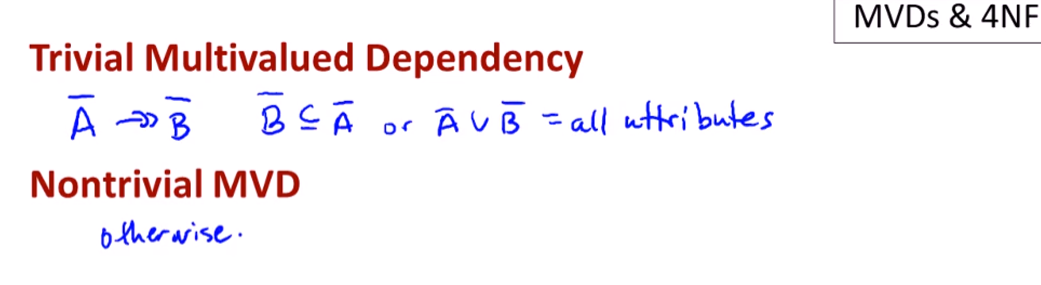 MVDs & 4NF
Trivial Multivalued Dependency
A̅ ↠ B̅   B̅ ⊆ A̅ or A̅ ∪ B̅ = all attributes
Nontrivial MVD
otherwise.